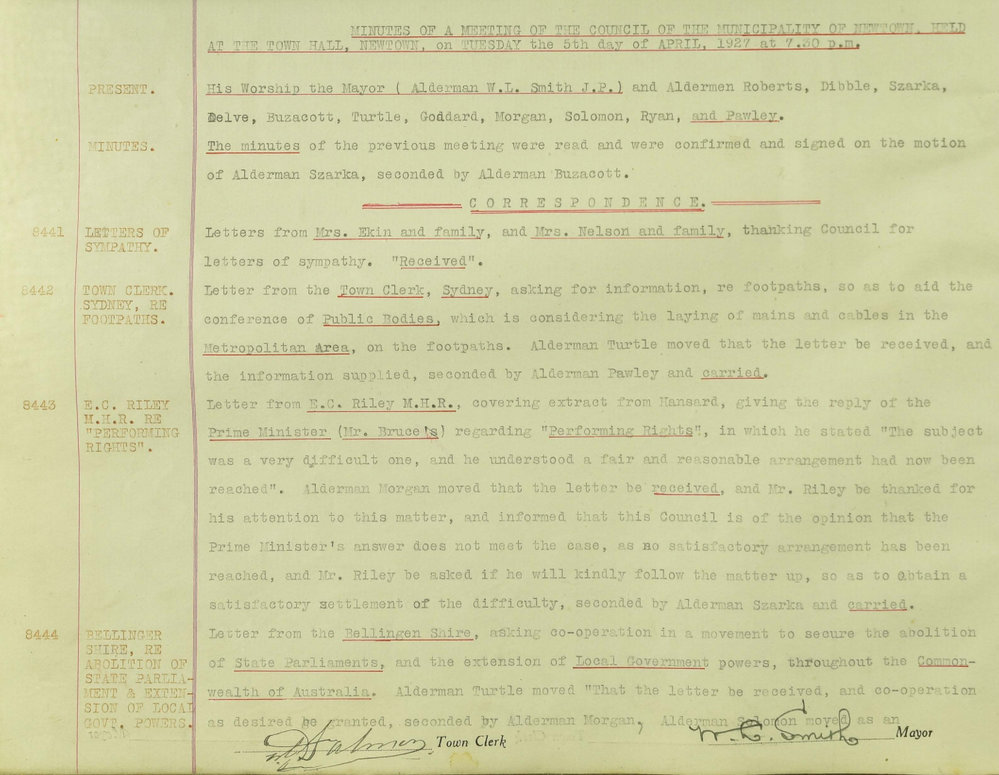 MINUTES OF A MEETING OF THE COUNCIL OF THE MUNICIPALITY OF NEWTOWN, HELD
AT THE TOWN HALL, NEWTOWN, on TUESDAY the 5th day of APRIL, 1927 at 7.30 p.m.
PRESENT.
His Worship the Mayor ( Alderman W.L. Smith J.P.) and Aldermen Roberts, Dibble, Szarka,
Delve, Buzacott, Turtle, Goddard, Morgan, Solomon, Ryan, and Pawley.
MINUTES.
The minutes of the previous meeting were read and were confirmed and signed on the motion
of Alderman Szarka, seconded by Alderman Buzacott.
CORRESPONDENCE.
8441
LETTERS OF
SYMPATHY.
Letters from Mrs. Ekin and family, and Mrs. Nelson and family, thanking Council for
letters of sympathy. "Received".
8442
TOWN CLERK.
SYDNEY, RE
FOOTPATHS.
Letter from the Town Clerk, Sydney, asking for information, re footpaths, so as to aid the
conference of Public Bodies, which is considering the laying of mains and cables in the
Metropolitan Area, on the footpaths. Alderman Turtle moved that the letter be received, and
the information supplied, seconded by Alderman Pawley and carried.
8443
E.C. RILEY
M.H.R. RE
"PERFORMING
RIGHTS".
Letter from E.C. Riley M.H.R., covering extract from Hansard, giving the reply of the
Prime Minister (Mr. Bruce's) regarding "Performing Rights", in which he stated "The subject
was a very difficult one, and he understood a fair and reasonable arrangement had now been
reached". Alderman Morgan moved that the letter be received, and Mr. Riley be thanked for
his attention to this matter, and informed that this Council is of the opinion that the
Prime Minister's answer does not meet the case, as no satisfactory arrangement has been
reached, and Mr. Riley be asked if he will kindly follow the matter up, so as to obtain a
satisfactory settlement of the difficulty, seconded by Alderman Szarka and carried.
8444
BELLINGER
SHIRE, RE
ABOLITION OF
STATE PARLIA-
MENT & EXTEN-
SION OF LOCAL
GOVT. POWERS.
Letter from the Bellingen Shire, asking co-operation in a movement to secure the abolition
of State Parliaments, and the extension of Local Government powers, throughout the Common-
wealth of Australia. Alderman Turtle moved "That the letter be received, and co-operation
as desired be granted, seconded by Alderman Morgan, Alderman Solomon moved as an
Town Clerk
W. L. Smith Mayor